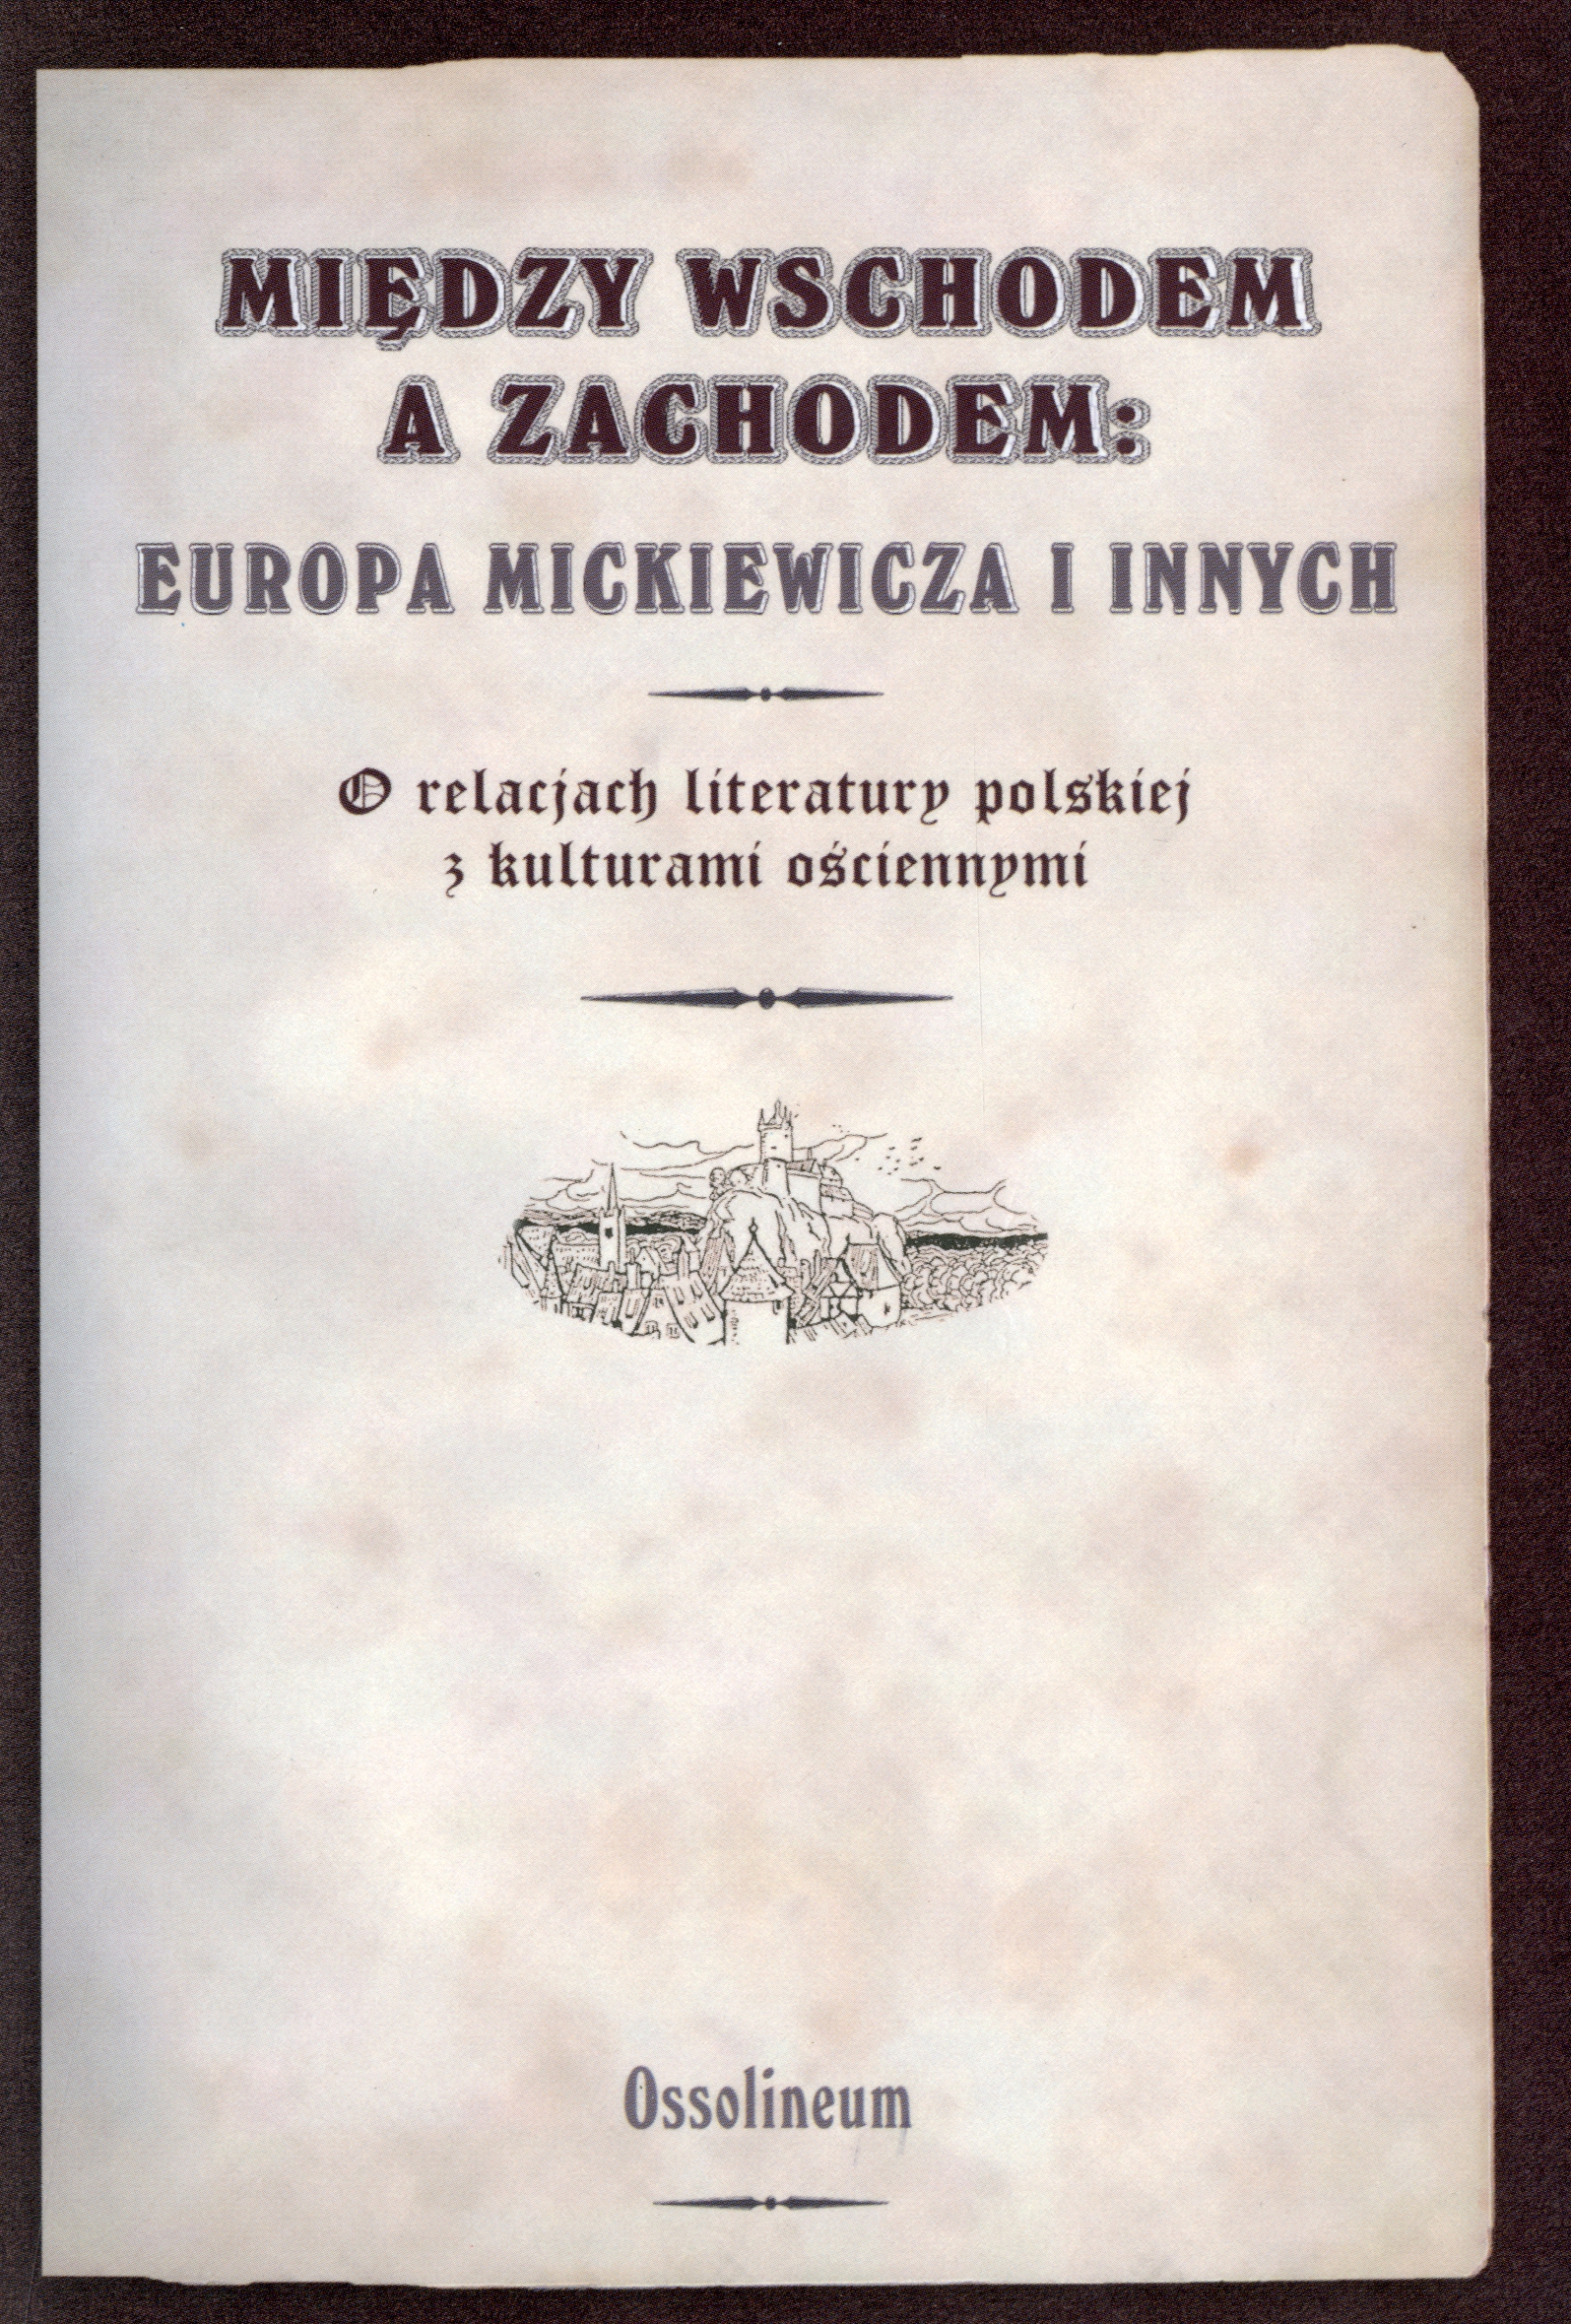 MIĘDZY WSCHODEM
A ZACHODEM:
EUROPA MICKIEWICZA I INNYCH
O relacjach literatury polskiej
z kulturami ościennymi
Ossolineum